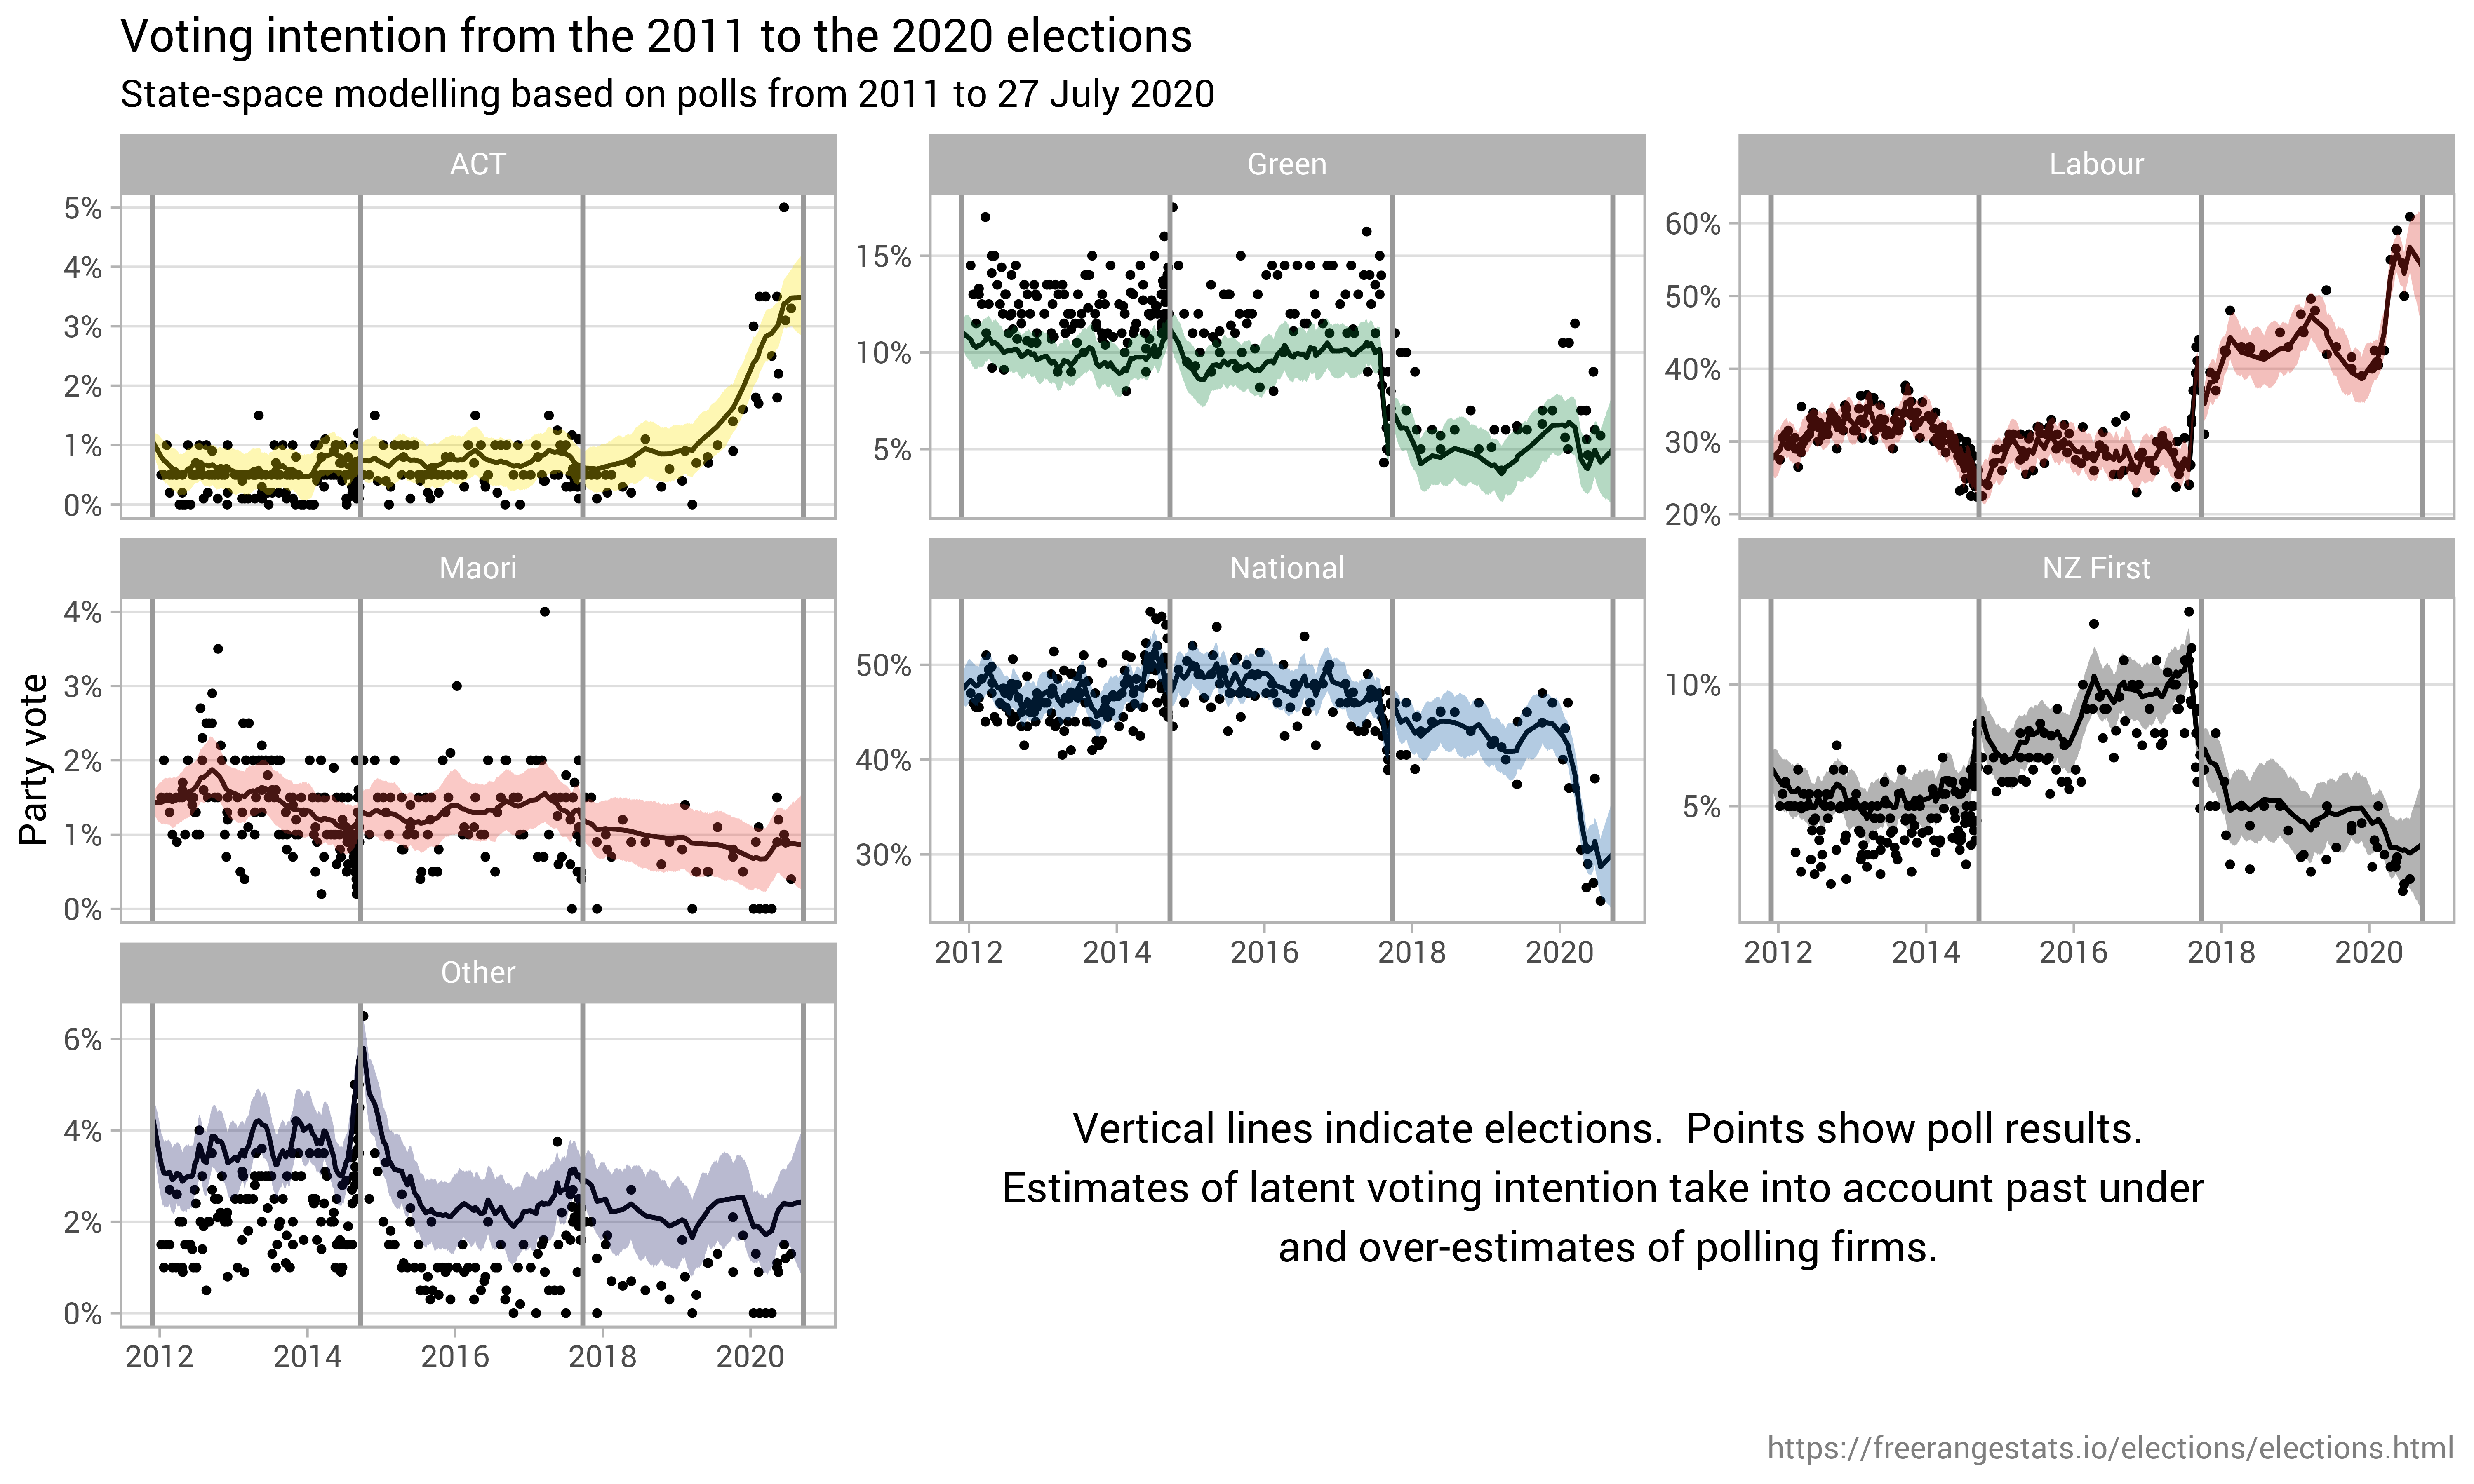 Voting intention from the 2011 to the 2020 elections
State-space modelling based on polls from 2011 to 27 July 2020
ACT
Green
Labour
5%
4%
3%
2%
1%
0%
15%
10%
5%
60%
50%
40%
30%
20%
Maori
National
NZ First
Party vote
4%
3%
2%
1%
0%
50%
40%
30%
10%
5%
2012 2014 2016 2018 2020
2012 2014 2016 2018 2020
Other
6%
4%
2%
0%
2012 2014 2016 2018 2020
Vertical lines indicate elections.  Points show poll results.
Estimates of latent voting intention take into account past under
and over-estimates of polling firms.
https://freerangestats.io/elections/elections.html